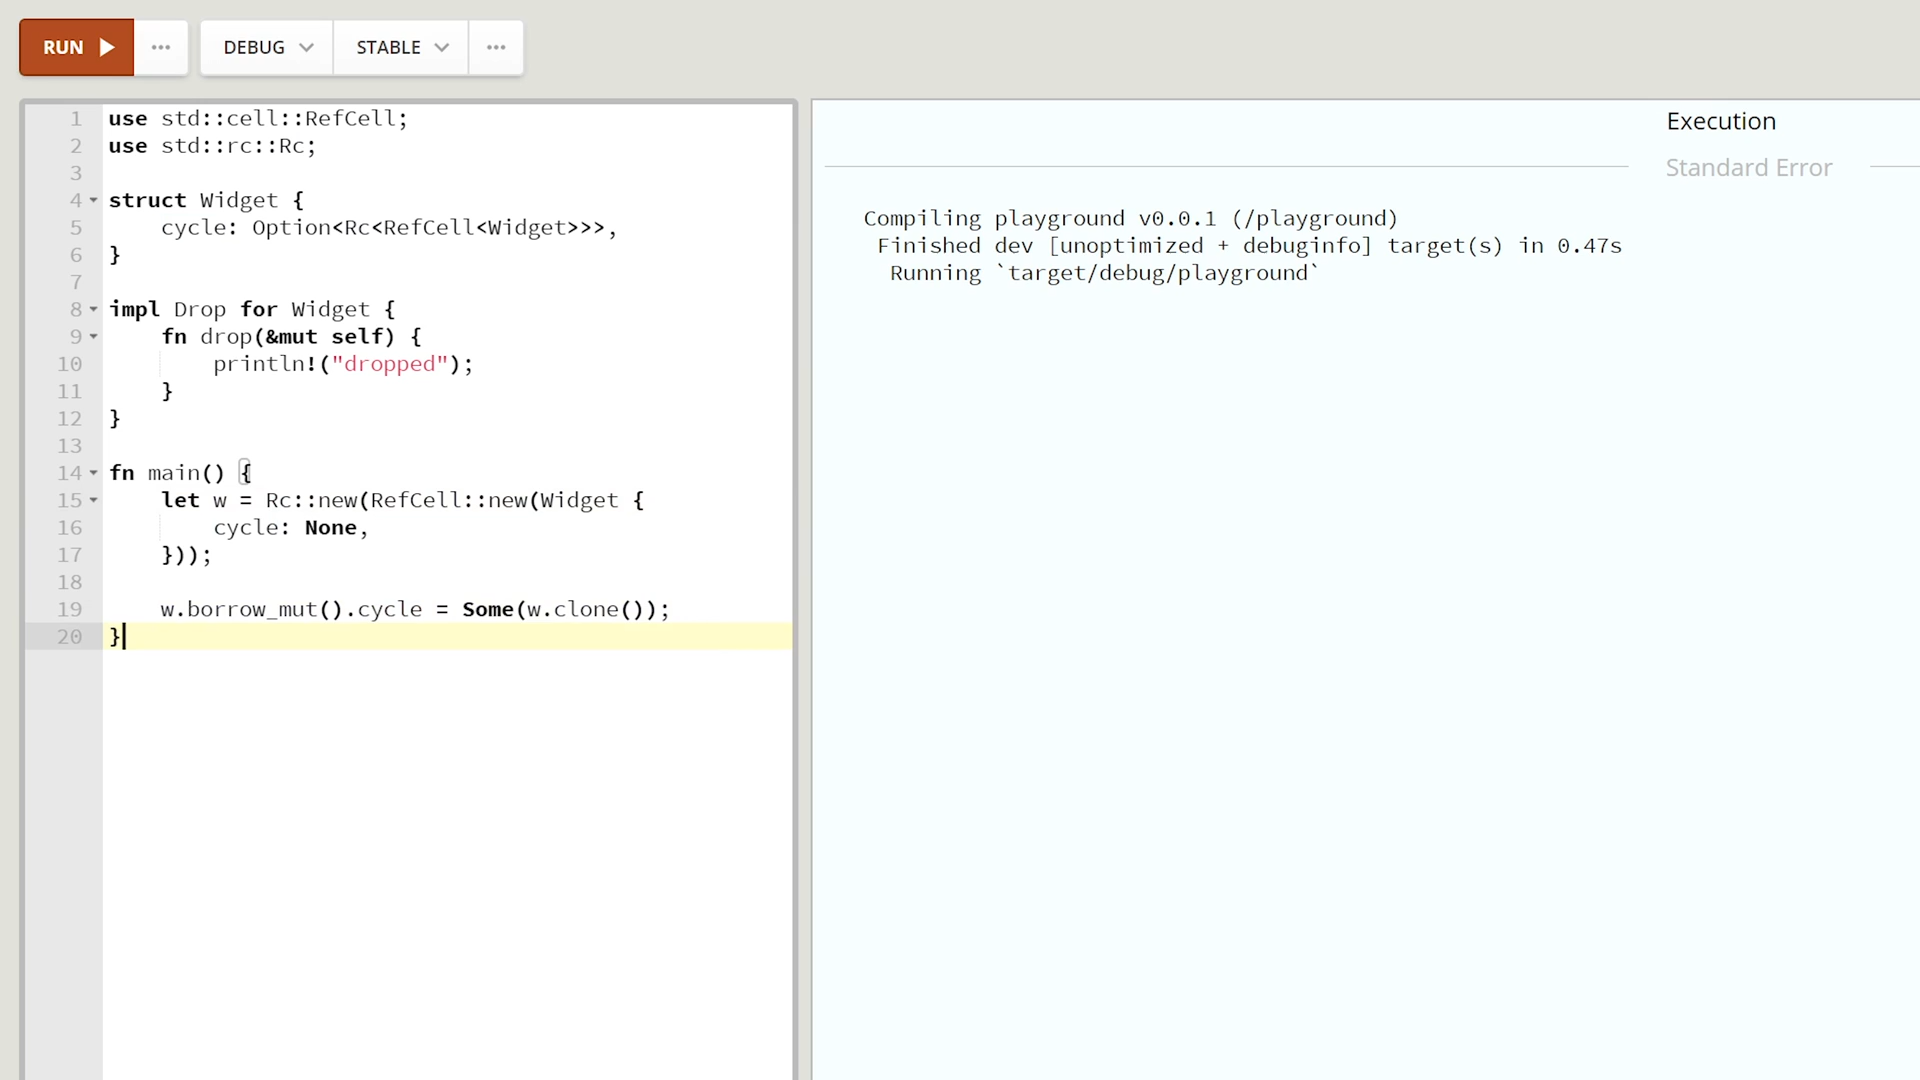 RUN ▶ ... DEBUG STABLE ...
1 use std::cell::RefCell;
2 use std::rc::Rc;
3
4 struct Widget {
5     cycle: Option<Rc<RefCell<Widget>>>,
6 }
7
8 impl Drop for Widget {
9     fn drop(&mut self) {
10         println!("dropped");
11     }
12 }
13
14 fn main() {
15     let w = Rc::new(RefCell::new(Widget {
16         cycle: None,
17     }));
18
19     w.borrow_mut().cycle = Some(w.clone());
20 }
Execution
Standard Error
Compiling playground v0.0.1 (/playground)
 Finished dev [unoptimized + debuginfo] target(s) in 0.47s
  Running `target/debug/playground`